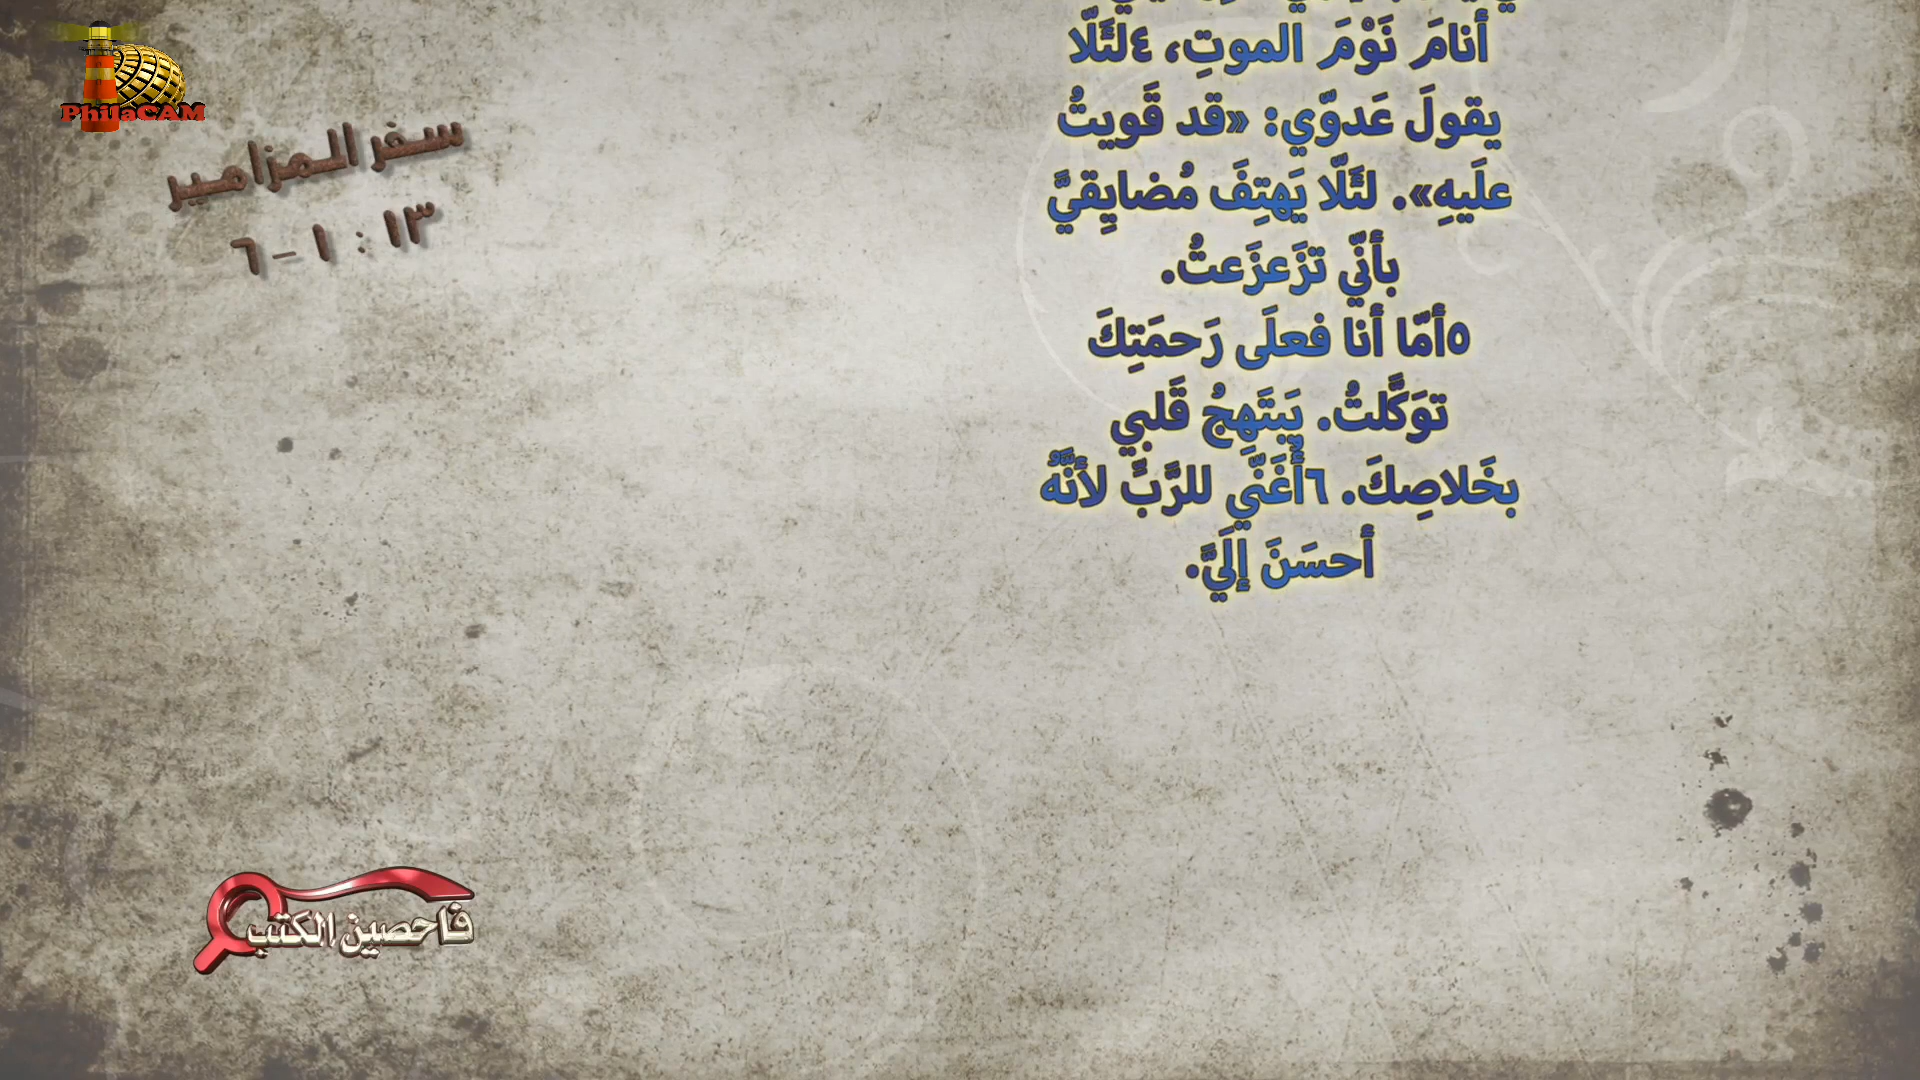 PhilaCAM
سفر المزامير
١٣ : ١ - ٦
أنامَ نَوْمَ الموتِ، ٤لئَلّا
يقولَ عَدوّي: «قد قَويتُ
علَيهِ». لئَلّا يَهتِفَ مُضايِقيَّ
بأنّي تزَعزَعتُ.
٥أمّا أنا فعلَى رَحمَتِكَ
توَكَّلتُ. يَبتَهِجُ قَلبي
بخَلاصِكَ. ٦أُغَنّي للرَّبِّ لأنَّهُ
أحسَنَ إلَيَّ.
فاحصين الكتب